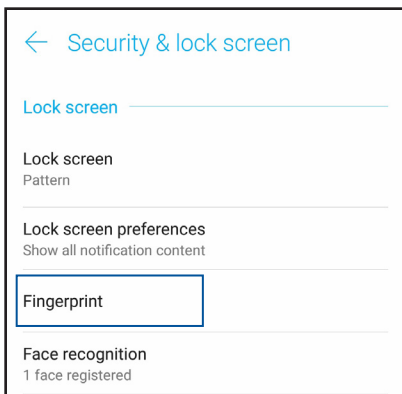 Security & lock screen
Lock screen
Lock screen
Pattern
Lock screen preferences
Show all notification content
Fingerprint
Face recognition
1 face registered